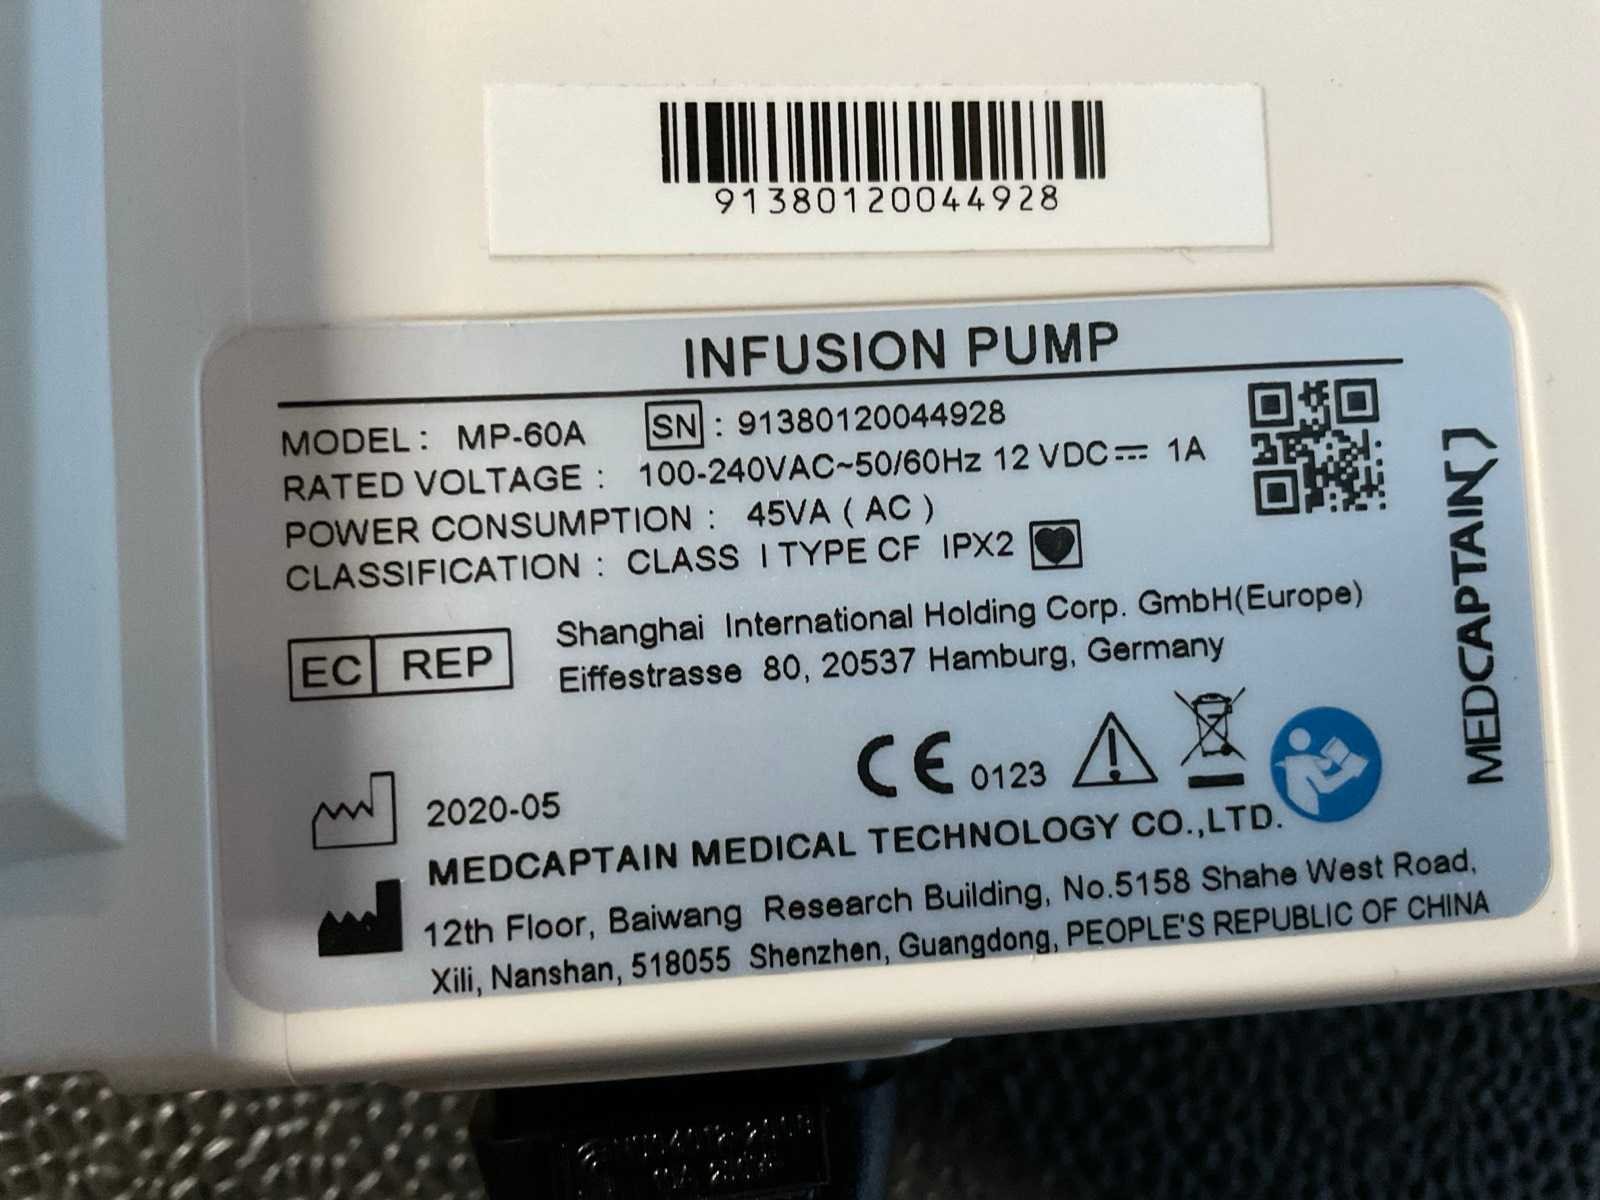 91380120044928
INFUSION PUMP
MODEL : MP-60A SN : 91380120044928
RATED VOLTAGE : 100-240VAC~50/60Hz 12 VDC⎓ 1A
POWER CONSUMPTION : 45VA ( AC )
CLASSIFICATION : CLASS I TYPE CF IPX2
EC REP
Shanghai International Holding Corp. GmbH(Europe)
Eiffestrasse 80, 20537 Hamburg, Germany
CE 0123
2020-05
MEDCAPTAIN MEDICAL TECHNOLOGY CO.,LTD.
12th Floor, Baiwang Research Building, No.5158 Shahe West Road,
Xili, Nanshan, 518055 Shenzhen, Guangdong, PEOPLE'S REPUBLIC OF CHINA
MEDCAPTAIN